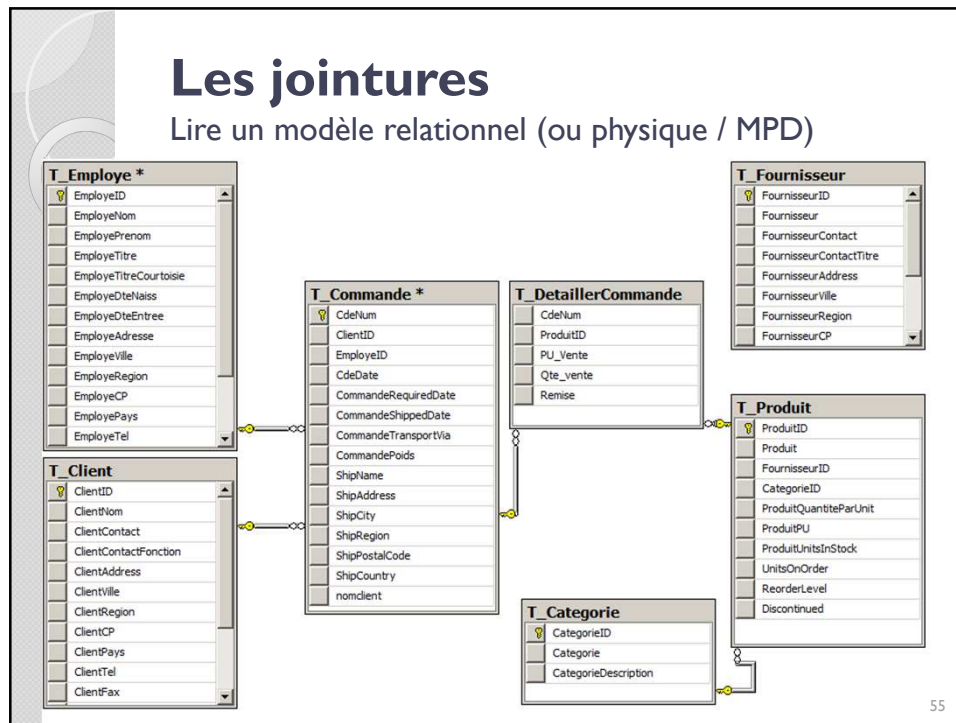 Les jointures
Lire un modèle relationnel (ou physique / MPD)
T_Employe *
EmployeID
EmployeNom
EmployePrenom
EmployeTitre
EmployeTitreCourtoisie
EmployeDteNaiss
EmployeDteEntree
EmployeAdresse
EmployeVille
EmployeRegion
EmployeCP
EmployePays
EmployeTel
T_Client
ClientID
ClientNom
ClientContact
ClientContactFonction
ClientAddress
ClientVille
ClientRegion
ClientCP
ClientPays
ClientTel
ClientFax
T_Commande *
CdeNum
ClientID
EmployeID
CdeDate
CommandeRequiredDate
CommandeShippedDate
CommandeTransportVia
CommandePoids
ShipName
ShipAddress
ShipCity
ShipRegion
ShipPostalCode
ShipCountry
nomclient
T_DetaillerCommande
CdeNum
ProduitID
PU_Vente
Qte_vente
Remise
T_Fournisseur
FournisseurID
Fournisseur
FournisseurContact
FournisseurContactTitre
FournisseurAddress
FournisseurVille
FournisseurRegion
FournisseurCP
T_Produit
ProduitID
Produit
FournisseurID
CategorieID
ProduitQuantiteParUnit
ProduitPU
ProduitUnitsInStock
UnitsOnOrder
ReorderLevel
Discontinued
T_Categorie
CategorieID
Categorie
CategorieDescription
55